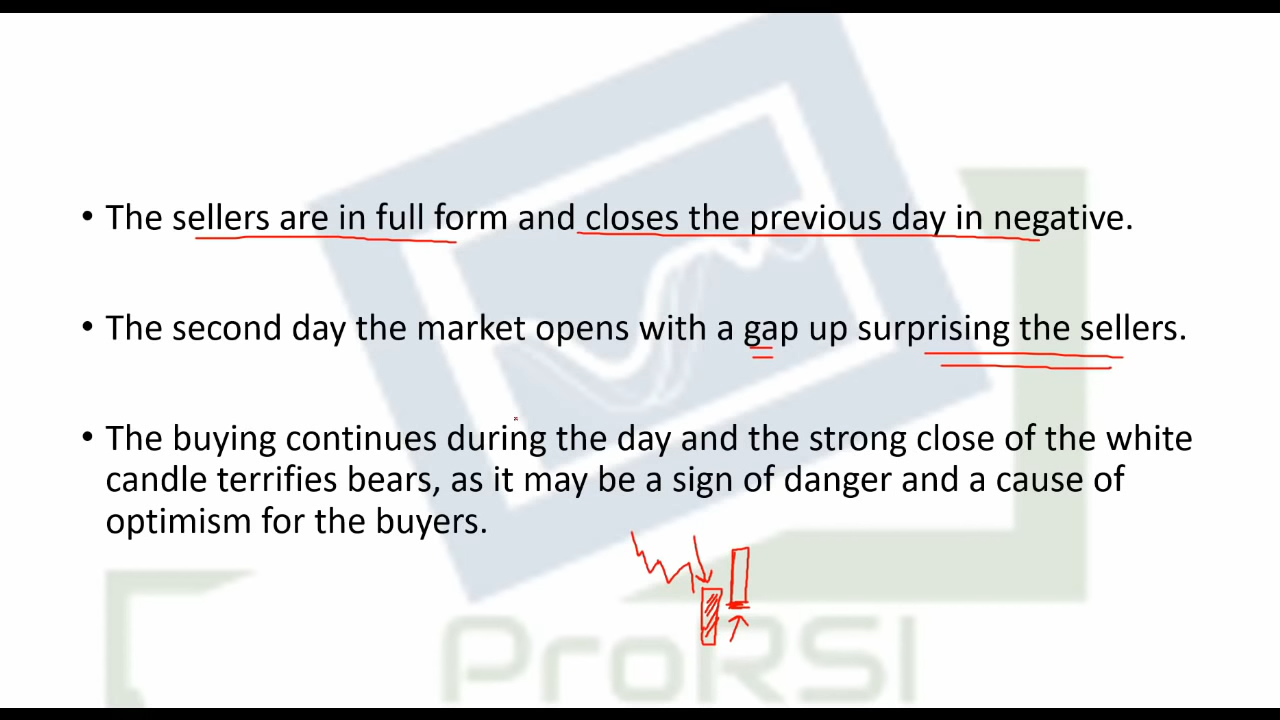 • The sellers are in full form and closes the previous day in negative.
• The second day the market opens with a gap up surprising the sellers.
• The buying continues during the day and the strong close of the white
candle terrifies bears, as it may be a sign of danger and a cause of
optimism for the buyers.
ProRSI